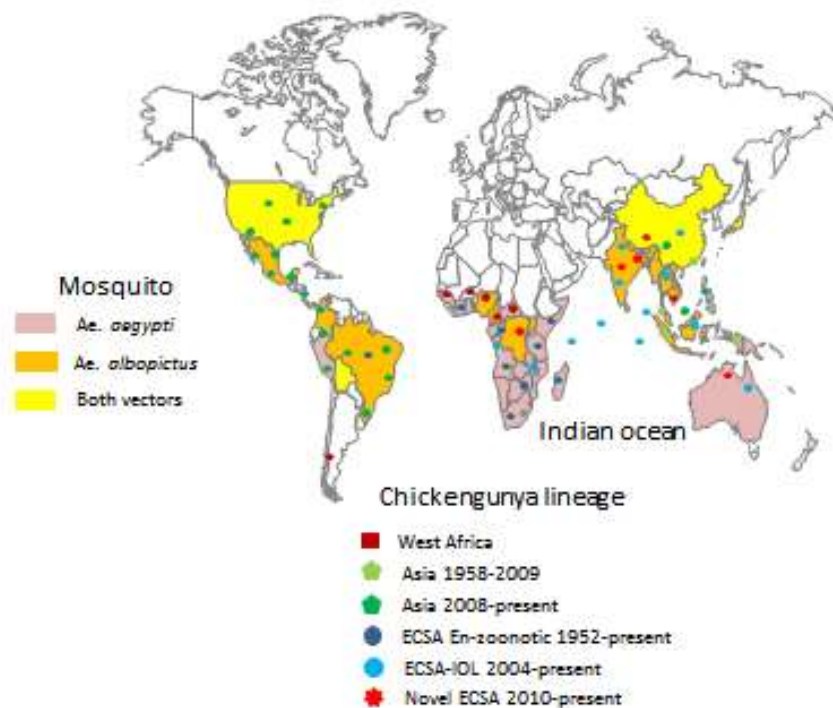 Mosquito
Ae. aegypti
Ae. albopictus
Both vectors
Indian ocean
Chickengunya lineage
West Africa
Asia 1958-2009
Asia 2008-present
ECSA En-zoonotic 1952-present
ECSA-IOL 2004-present
Novel ECSA 2010-present